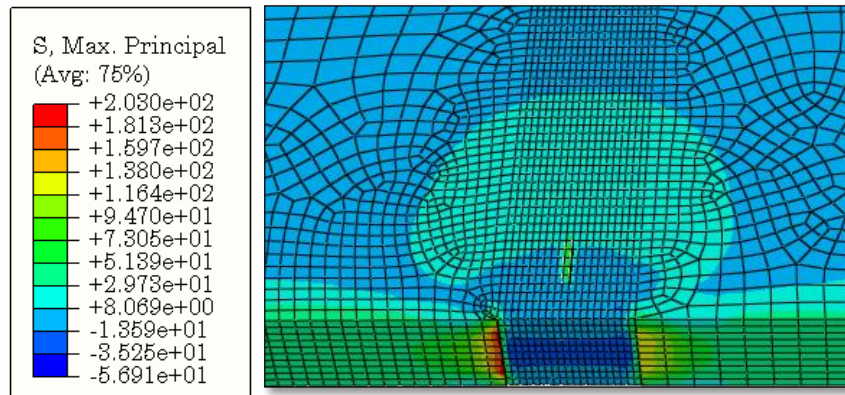 S, Max. Principal
(Avg: 75%)
+2.030e+02
+1.813e+02
+1.597e+02
+1.380e+02
+1.164e+02
+9.470e+01
+7.305e+01
+5.139e+01
+2.973e+01
+8.069e+00
-1.359e+01
-3.525e+01
-5.691e+01